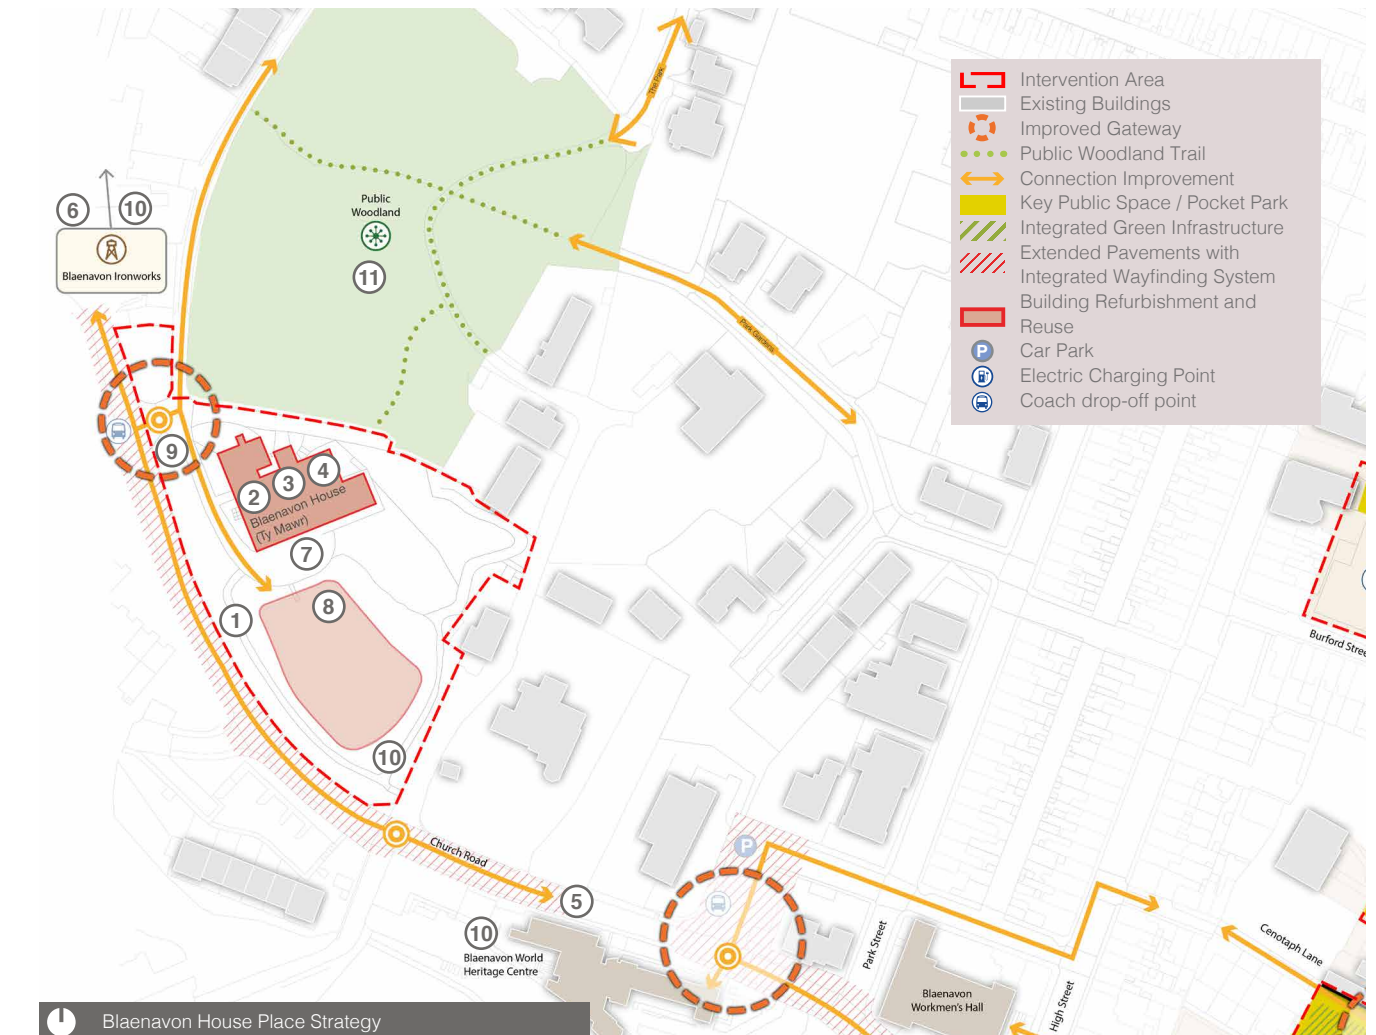 The Park
Intervention Area
Existing Buildings
Improved Gateway
Public Woodland Trail
Connection Improvement
Key Public Space / Pocket Park
Integrated Green Infrastructure
Extended Pavements with
Integrated Wayfinding System
Building Refurbishment and
Reuse
P
Car Park
Electric Charging Point
Coach drop-off point
6
10
Blaenavon Ironworks
Public
Woodland
11
Park Gardens
9
2
3
4
Blaenavon House
(Ty Mawr)
7
8
1
10
Burford Stree
Church Road
P
5
10
Blaenavon World
Heritage Centre
Park Street
Blaenavon
Workmen's Hall
High Street
Cenotaph Lane
Blaenavon House Place Strategy